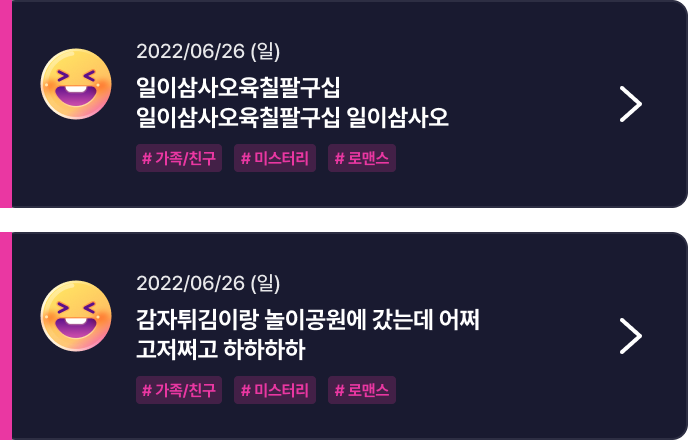 2022/06/26 (일)
일이삼사오육칠팔구십
일이삼사오육칠팔구십 일이삼사오
# 가족/친구 # 미스터리 # 로맨스
2022/06/26 (일)
감자튀김이랑 놀이공원에 갔는데 어쩌
고저쩌고 하하하하
# 가족/친구 # 미스터리 # 로맨스